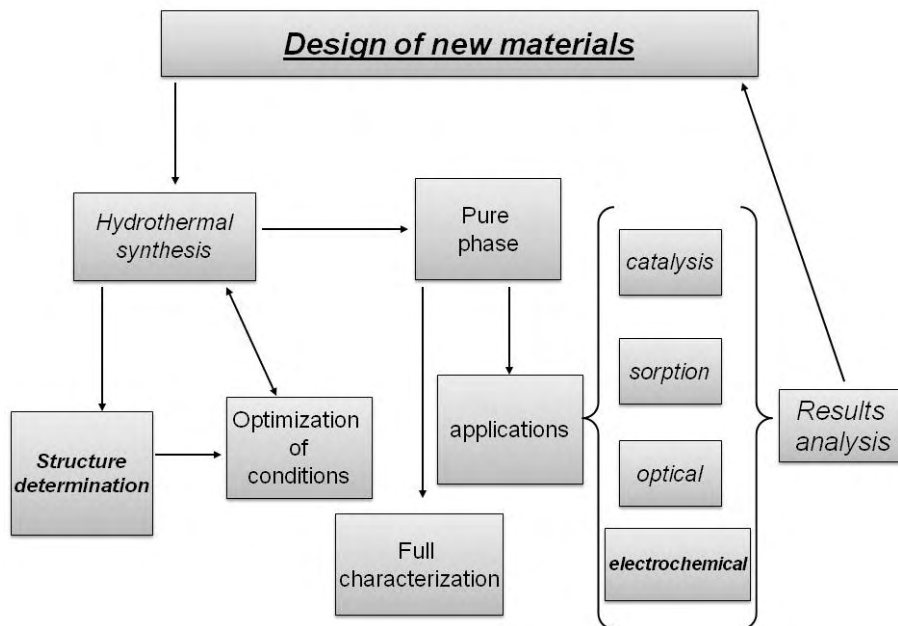 Design of new materials
Hydrothermal
synthesis
Pure
phase
catalysis
sorption
optical
electrochemical
Structure
determination
Optimization
of
conditions
applications
Full
characterization
Results
analysis